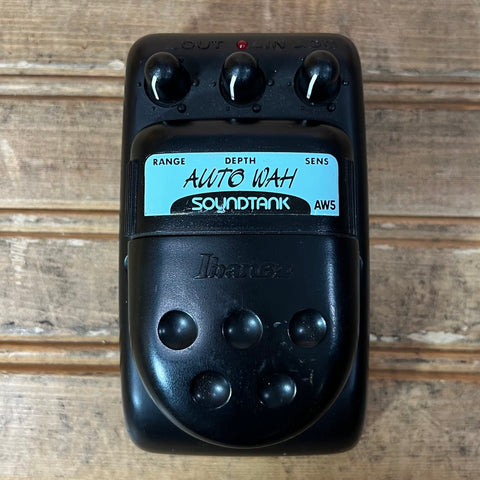 OUT IN
RANGE DEPTH SENS
AUTO WAH
SOUNDTANK AW5
Ibanez